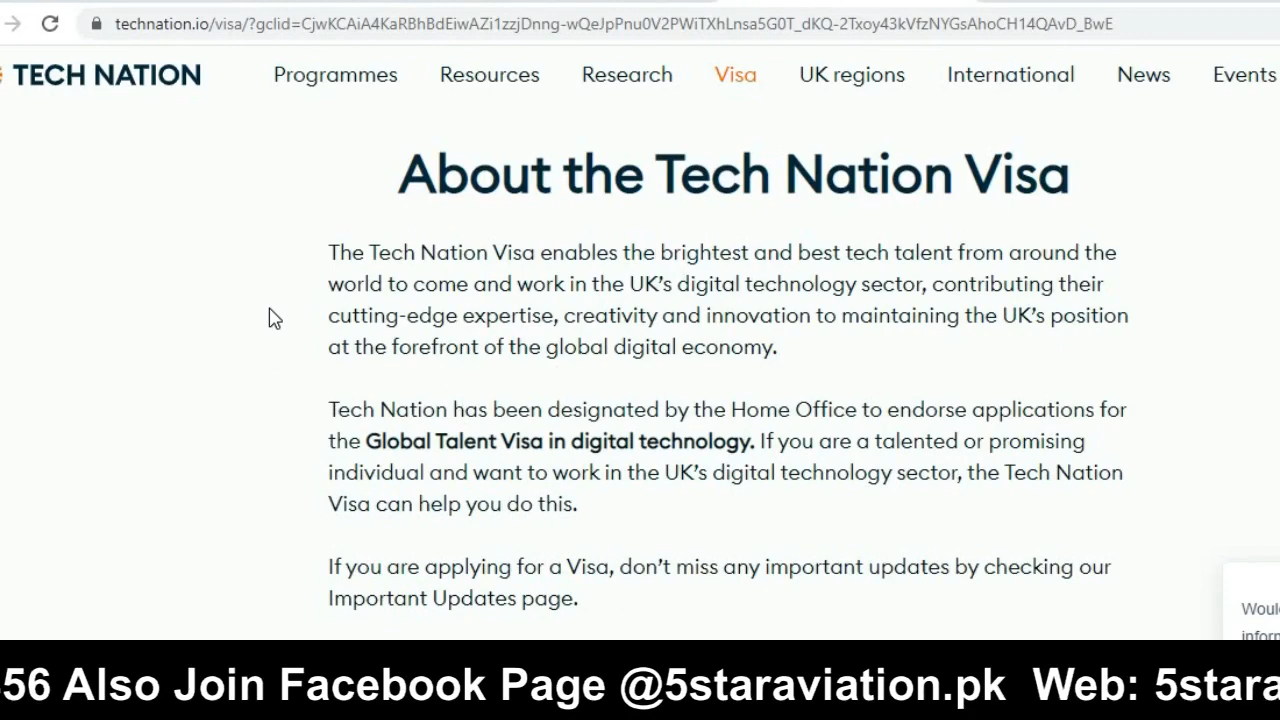 technation.io/visa/?gclid=CjwKCAiA4KaRBhBdEiwAZi1zzjDnng-wQeJpPnu0V2PWiTXhLnsa5G0T_dKQ-2Txoy43kVfzNYGsAhoCH14QAvD_BwE
TECH NATION Programmes Resources Research Visa UK regions International News Events
About the Tech Nation Visa
The Tech Nation Visa enables the brightest and best tech talent from around the
world to come and work in the UK’s digital technology sector, contributing their
cutting-edge expertise, creativity and innovation to maintaining the UK’s position
at the forefront of the global digital economy.
Tech Nation has been designated by the Home Office to endorse applications for
the Global Talent Visa in digital technology. If you are a talented or promising
individual and want to work in the UK’s digital technology sector, the Tech Nation
Visa can help you do this.
If you are applying for a Visa, don’t miss any important updates by checking our
Important Updates page.
56 Also Join Facebook Page @5staraviation.pk Web: 5stara